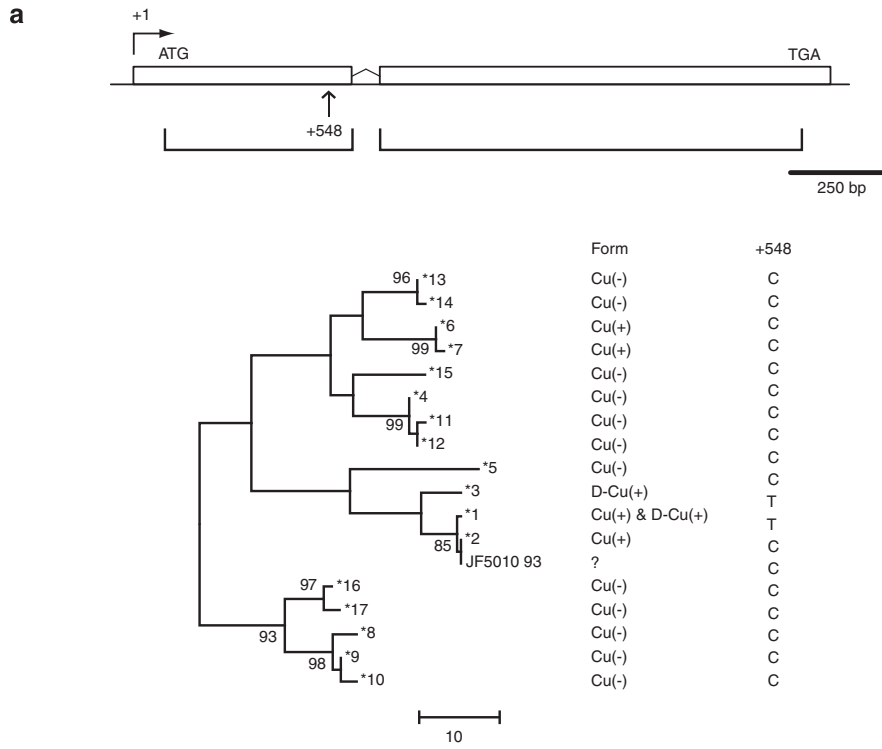 a
+1
ATG
TGA
+548
250 bp
Form +548
96 *13 Cu(-) C
*14 Cu(-) C
*6 Cu(+) C
99 *7 Cu(+) C
*15 Cu(-) C
*4 Cu(-) C
99 *11 Cu(-) C
*12 Cu(-) C
*5 Cu(-) C
*3 D-Cu(+) T
*1 Cu(+) & D-Cu(+) T
85 *2 Cu(+) C
JF5010 93 ? C
97 *16 Cu(-) C
*17 Cu(-) C
93 *8 Cu(-) C
98 *9 Cu(-) C
*10 Cu(-) C
10